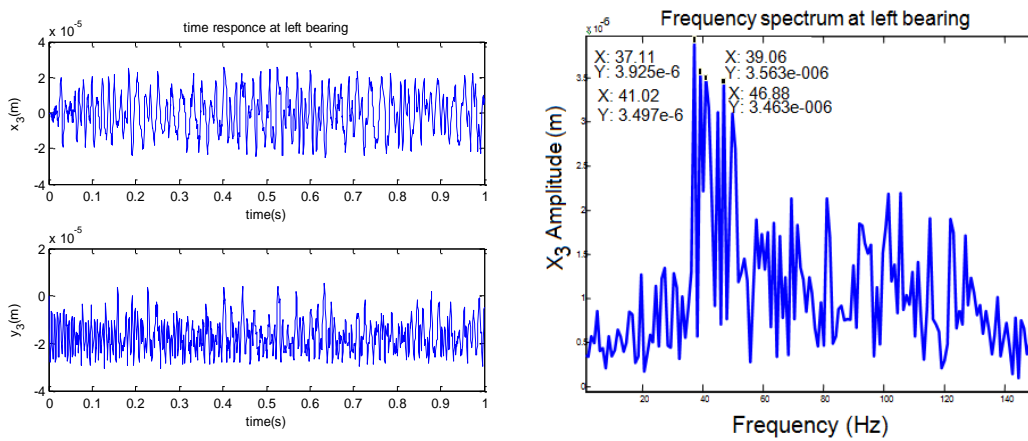 time responce at left bearing
x 10^-5
4
2
0
-2
-4
x_3(m)
0 0.1 0.2 0.3 0.4 0.5 0.6 0.7 0.8 0.9 1
time(s)
x 10^-5
2
0
-2
-4
y_3(m)
0 0.1 0.2 0.3 0.4 0.5 0.6 0.7 0.8 0.9 1
time(s)
Frequency spectrum at left bearing
x 10^-6
X: 37.11
Y: 3.925e-6
X: 39.06
Y: 3.563e-006
X: 41.02
Y: 3.497e-6
X: 46.88
Y: 3.463e-006
3.5
3
2.5
2
1.5
1
0.5
0
X_3 Amplitude (m)
20 40 60 80 100 120 140
Frequency (Hz)